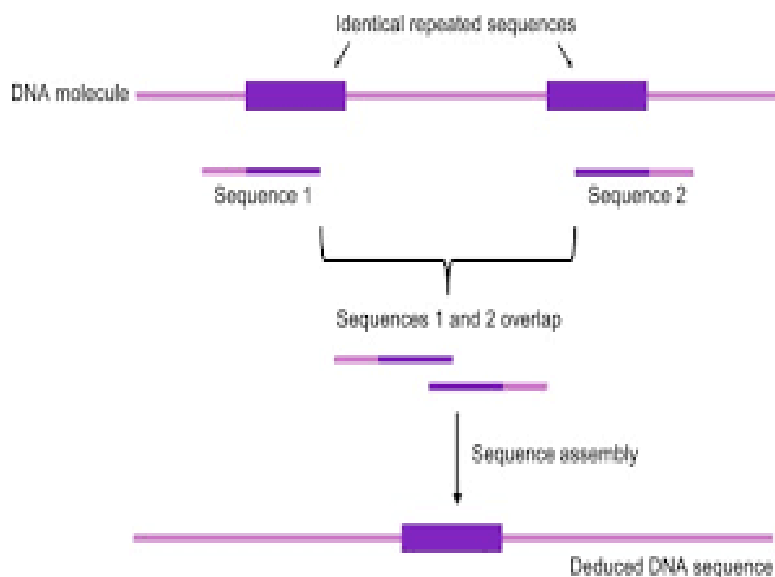 Identical repeated sequences
DNA molecule
Sequence 1
Sequence 2
Sequences 1 and 2 overlap
Sequence assembly
Deduced DNA sequence